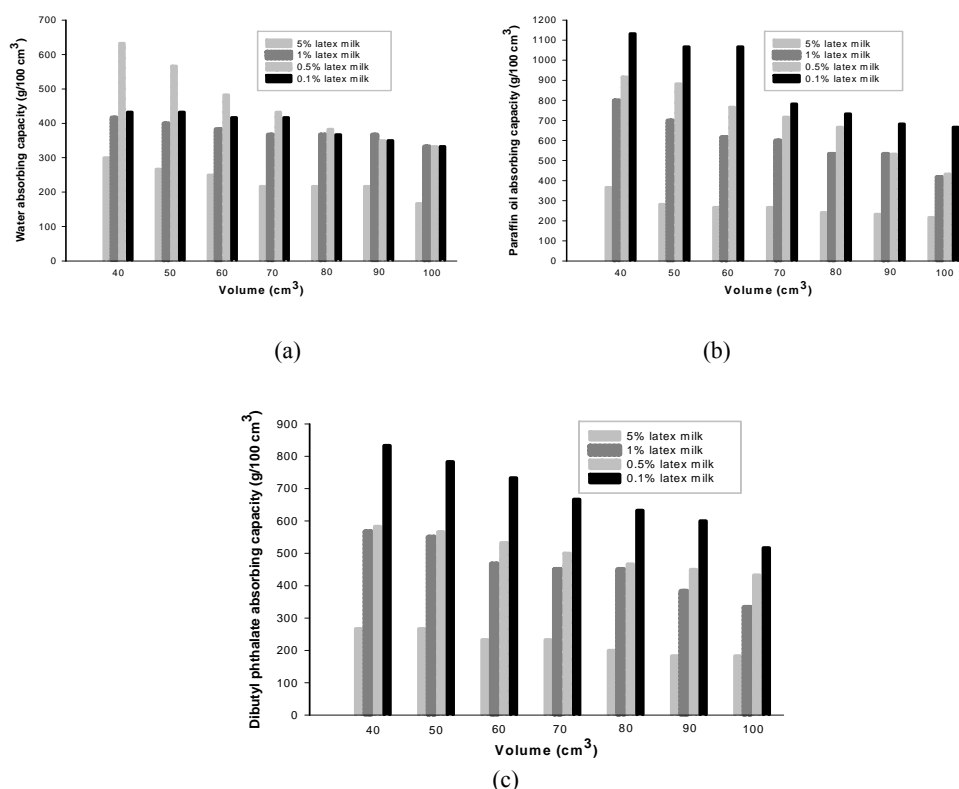 700
600
500
400
300
200
100
0
Water absorbing capacity (g/100 cm³)
5% latex milk
1% latex milk
0.5% latex milk
0.1% latex milk
40 50 60 70 80 90 100
Volume (cm³)
(a)
1200
1100
1000
900
800
700
600
500
400
300
200
100
0
Paraffin oil absorbing capacity (g/100 cm³)
5% latex milk
1% latex milk
0.5% latex milk
0.1% latex milk
40 50 60 70 80 90 100
Volume (cm³)
(b)
900
800
700
600
500
400
300
200
100
0
Dibutyl phthalate absorbing capacity (g/100 cm³)
5% latex milk
1% latex milk
0.5% latex milk
0.1% latex milk
40 50 60 70 80 90 100
Volume (cm³)
(c)